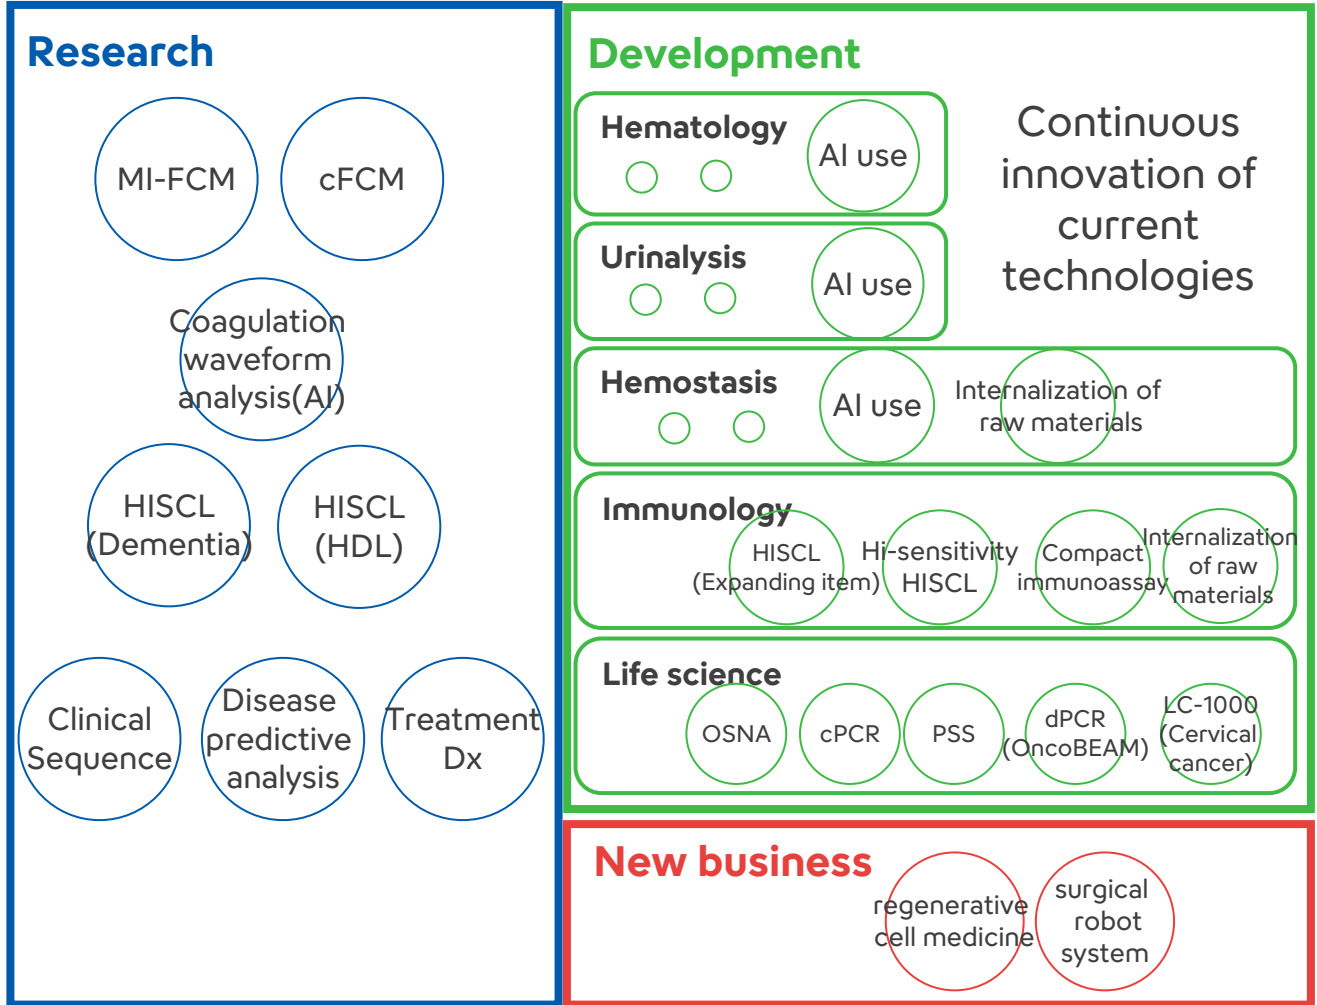 Research
MI-FCM
cFCM
Coagulation
waveform
analysis(AI)
HISCL
(Dementia)
HISCL
(HDL)
Clinical
Sequence
Disease
predictive
analysis
Treatment
Dx
Development
Hematology
AI use
Continuous
innovation of
current
technologies
Urinalysis
AI use
Hemostasis
AI use
Internalization of
raw materials
Immunology
HISCL
(Expanding item)
Hi-sensitivity
HISCL
Compact
immunoassay
Internalization
of raw
materials
Life science
OSNA
cPCR
PSS
dPCR
(OncoBEAM)
LC-1000
(Cervical
cancer)
New business
regenerative
cell medicine
surgical
robot
system